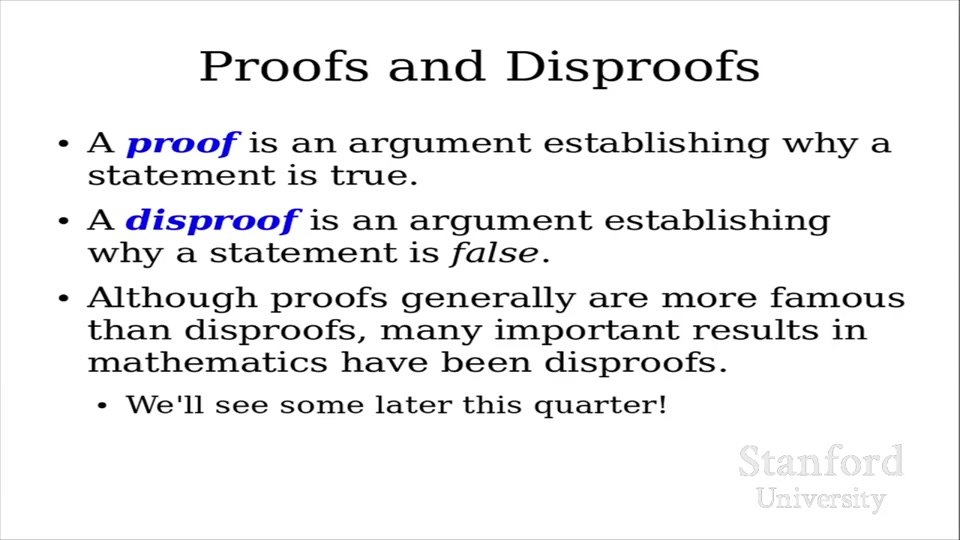 Proofs and Disproofs
• A proof is an argument establishing why a
statement is true.
• A disproof is an argument establishing
why a statement is false.
• Although proofs generally are more famous
than disproofs, many important results in
mathematics have been disproofs.
• We'll see some later this quarter!
Stanford
University